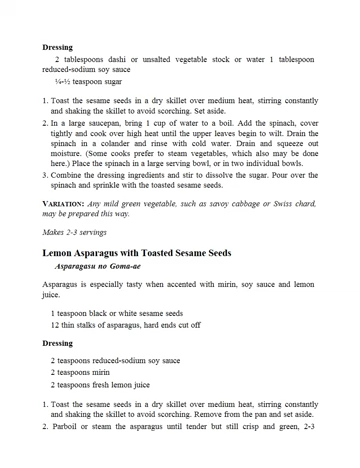 Dressing
2 tablespoons dashi or unsalted vegetable stock or water 1 tablespoon
reduced-sodium soy sauce
¼-½ teaspoon sugar
1. Toast the sesame seeds in a dry skillet over medium heat, stirring constantly
and shaking the skillet to avoid scorching. Set aside.
2. In a large saucepan, bring 1 cup of water to a boil. Add the spinach, cover
tightly and cook over high heat until the upper leaves begin to wilt. Drain the
spinach in a colander and rinse with cold water. Drain and squeeze out
moisture. (Some cooks prefer to steam vegetables, which also may be done
here.) Place the spinach in a large serving bowl, or in two individual bowls.
3. Combine the dressing ingredients and stir to dissolve the sugar. Pour over the
spinach and sprinkle with the toasted sesame seeds.
VARIATION: Any mild green vegetable, such as savoy cabbage or Swiss chard,
may be prepared this way.
Makes 2-3 servings
Lemon Asparagus with Toasted Sesame Seeds
Asparagasu no Goma-ae
Asparagus is especially tasty when accented with mirin, soy sauce and lemon
juice.
1 teaspoon black or white sesame seeds
12 thin stalks of asparagus, hard ends cut off
Dressing
2 teaspoons reduced-sodium soy sauce
2 teaspoons mirin
2 teaspoons fresh lemon juice
1. Toast the sesame seeds in a dry skillet over medium heat, stirring constantly
and shaking the skillet to avoid scorching. Remove from the pan and set aside.
2. Parboil or steam the asparagus until tender but still crisp and green, 2-3